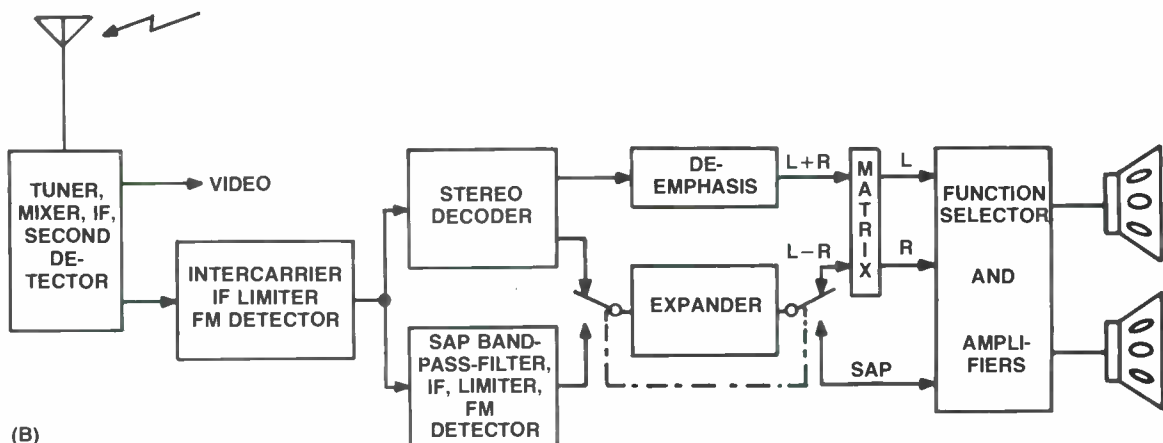 TUNER,
MIXER, IF,
SECOND
DE-
TECTOR
VIDEO
INTERCARRIER
IF LIMITER
FM DETECTOR
STEREO
DECODER
SAP BAND-
PASS-FILTER,
IF, LIMITER,
FM
DETECTOR
DE-
EMPHASIS
L+R
EXPANDER
L−R
MATRIX
L
R
SAP
FUNCTION
SELECTOR
AND
AMPLI-
FIERS
(B)